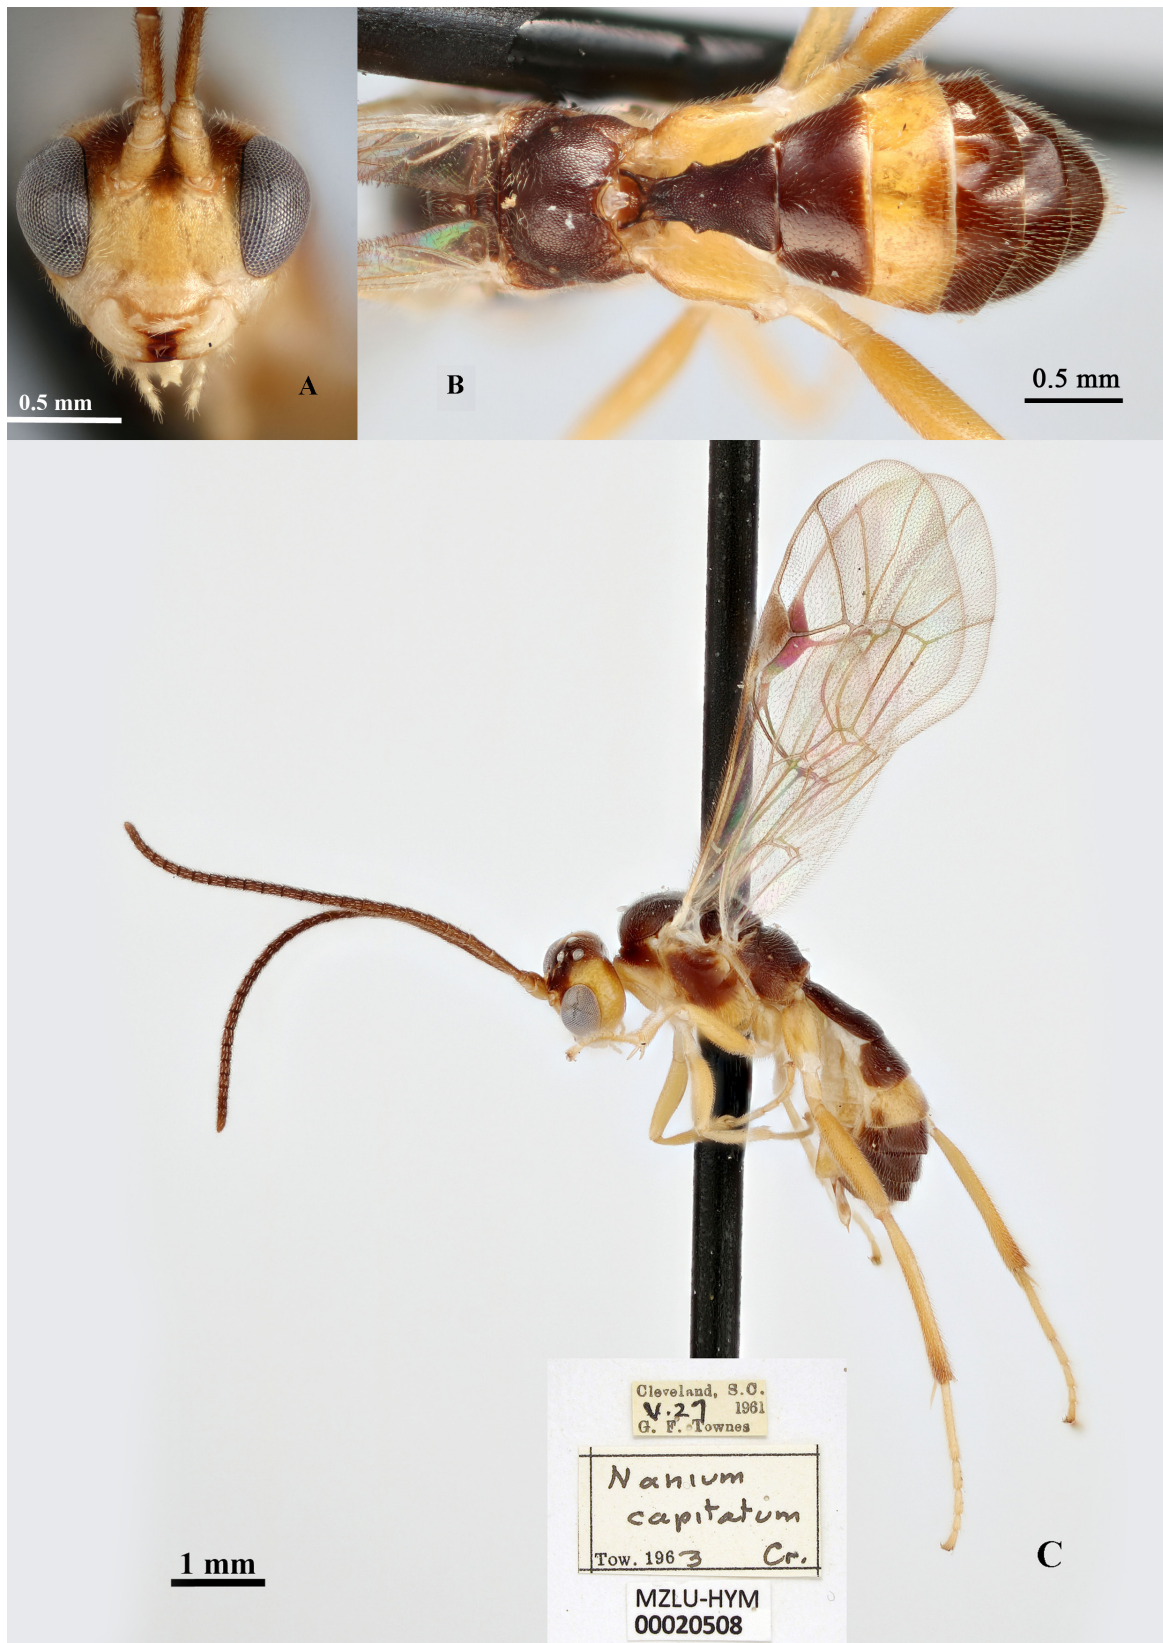 A
0.5 mm
B
0.5 mm
Cleveland, S.C.
V.27 1961
G. F. Townes
Nanium
capitatum
Tow. 1963 Cr.
MZLU-HYM
00020508
1 mm
C